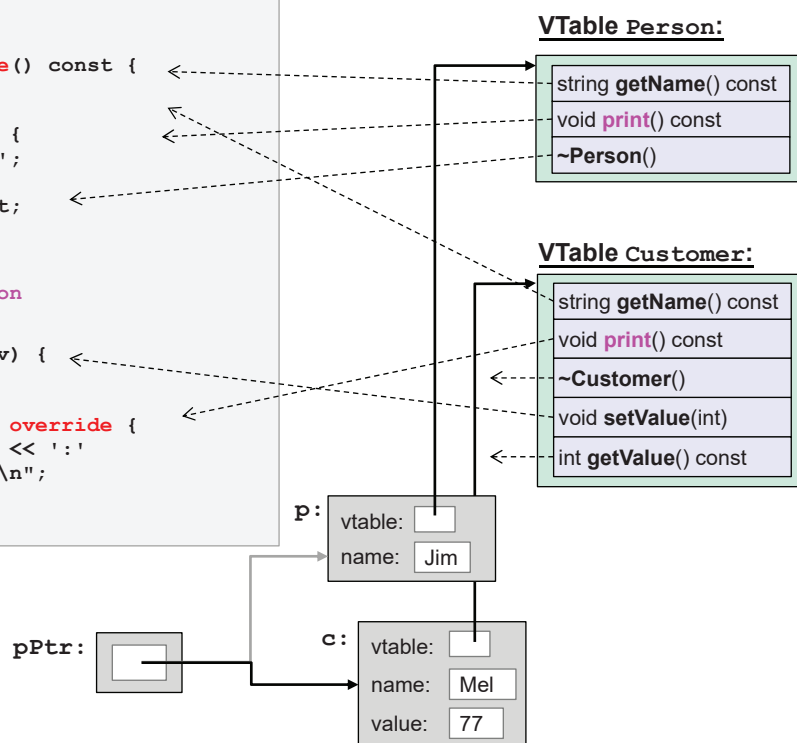 e() const {
{
';
t;
on
v) {
override {
<< ':'
\n";
VTable Person:
string getName() const
void print() const
~Person()
VTable Customer:
string getName() const
void print() const
~Customer()
void setValue(int)
int getValue() const
p:
vtable:
name: Jim
pPtr:
c:
vtable:
name: Mel
value: 77